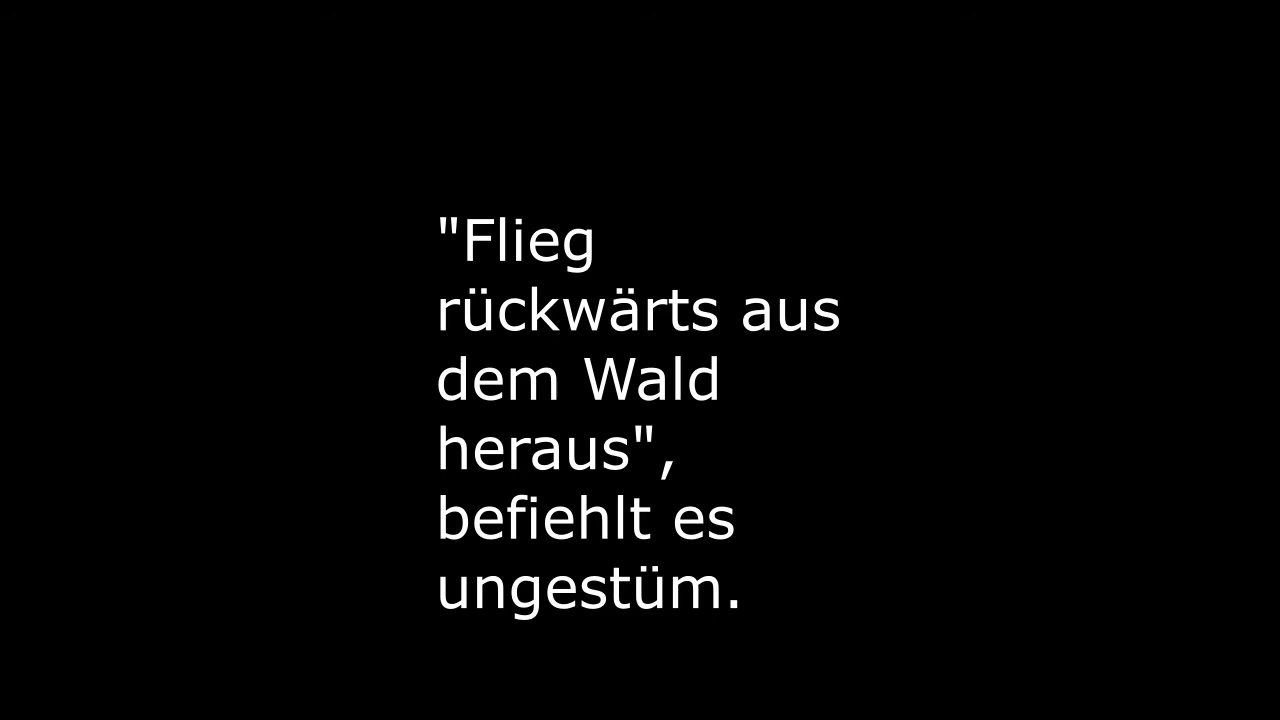 "Flieg
rückwärts aus
dem Wald
heraus",
befiehlt es
ungestüm.